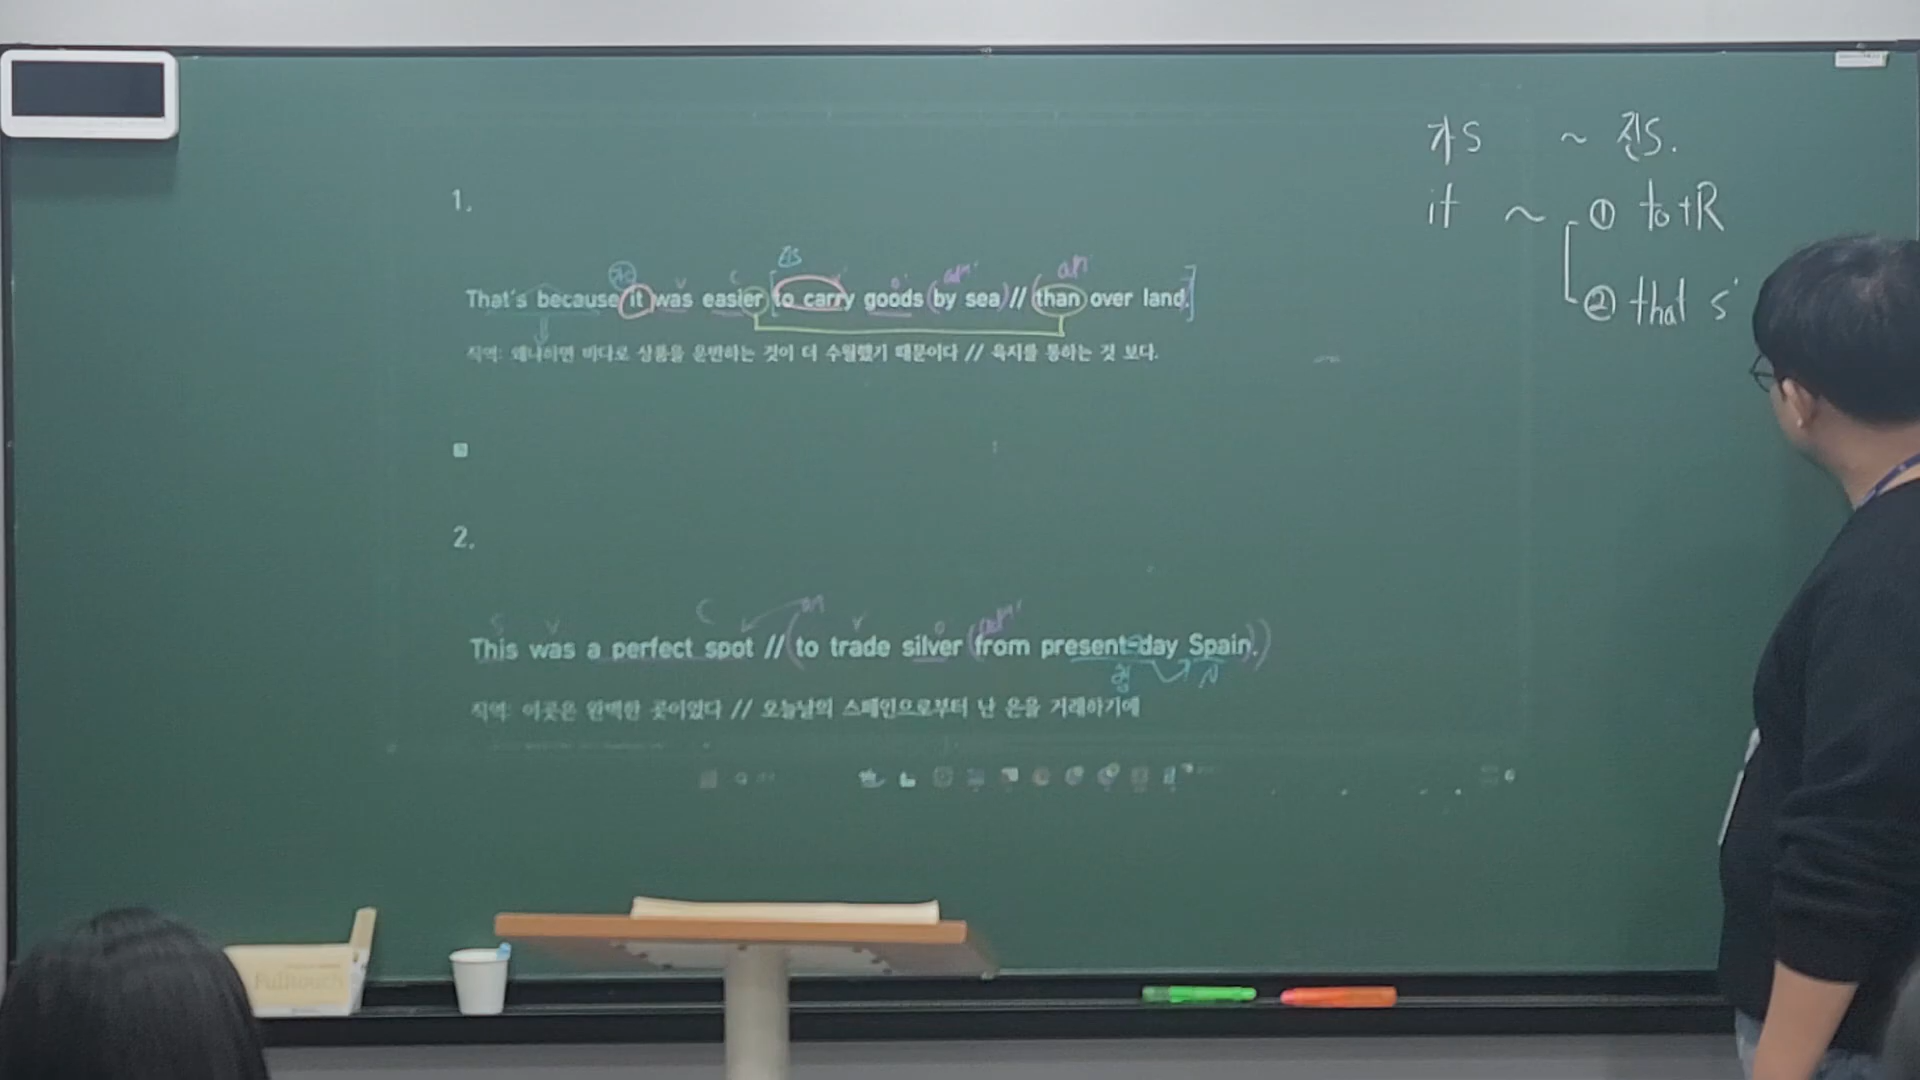 가S ~ 진S.
it ~ ① to+R
② that s'
1.
가 v c 진S v' o'
That's because it was easier [to carry goods (by sea) // (than over land.]
직역: 왜냐하면 바다로 상품을 운반하는 것이 더 수월했기 때문이다 // 육지를 통하는 것 보다.
2.
S V C v o
This was a perfect spot // (to trade silver (from present-day Spain.))
형 N
직역: 이곳은 완벽한 곳이었다 // 오늘날의 스페인으로부터 난 은을 거래하기에
Fulltouch